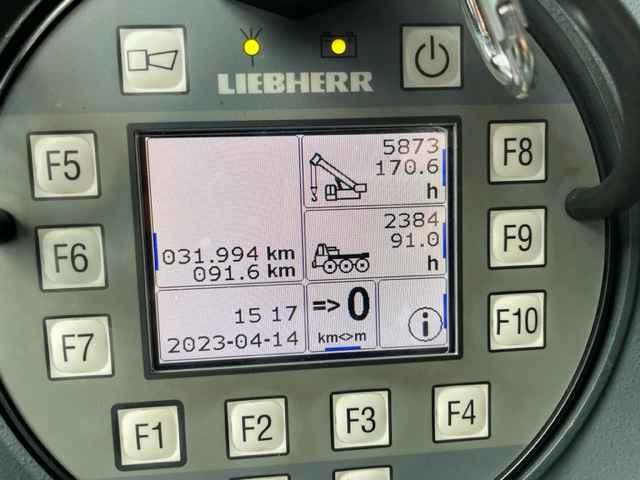 LIEBHERR
F5
F6
F7
F8
F9
F10
5873
170.6
h
2384
91.0
h
031.994 km
091.6 km
15 17
2023-04-14
=>0
km<>m
i
F1
F2
F3
F4